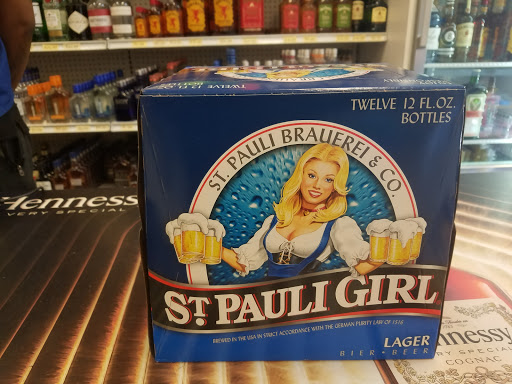 TWELVE 12 FL.OZ.
BOTTLES
ST. PAULI BRAUEREI & CO.
ST. PAULI GIRL
BREWED IN THE USA IN STRICT ACCORDANCE WITH THE GERMAN PURITY LAW OF 1516
LAGER
BIER • BEER
Hennessy
VERY SPECIAL
Hennessy
VERY SPECIAL
COGNAC